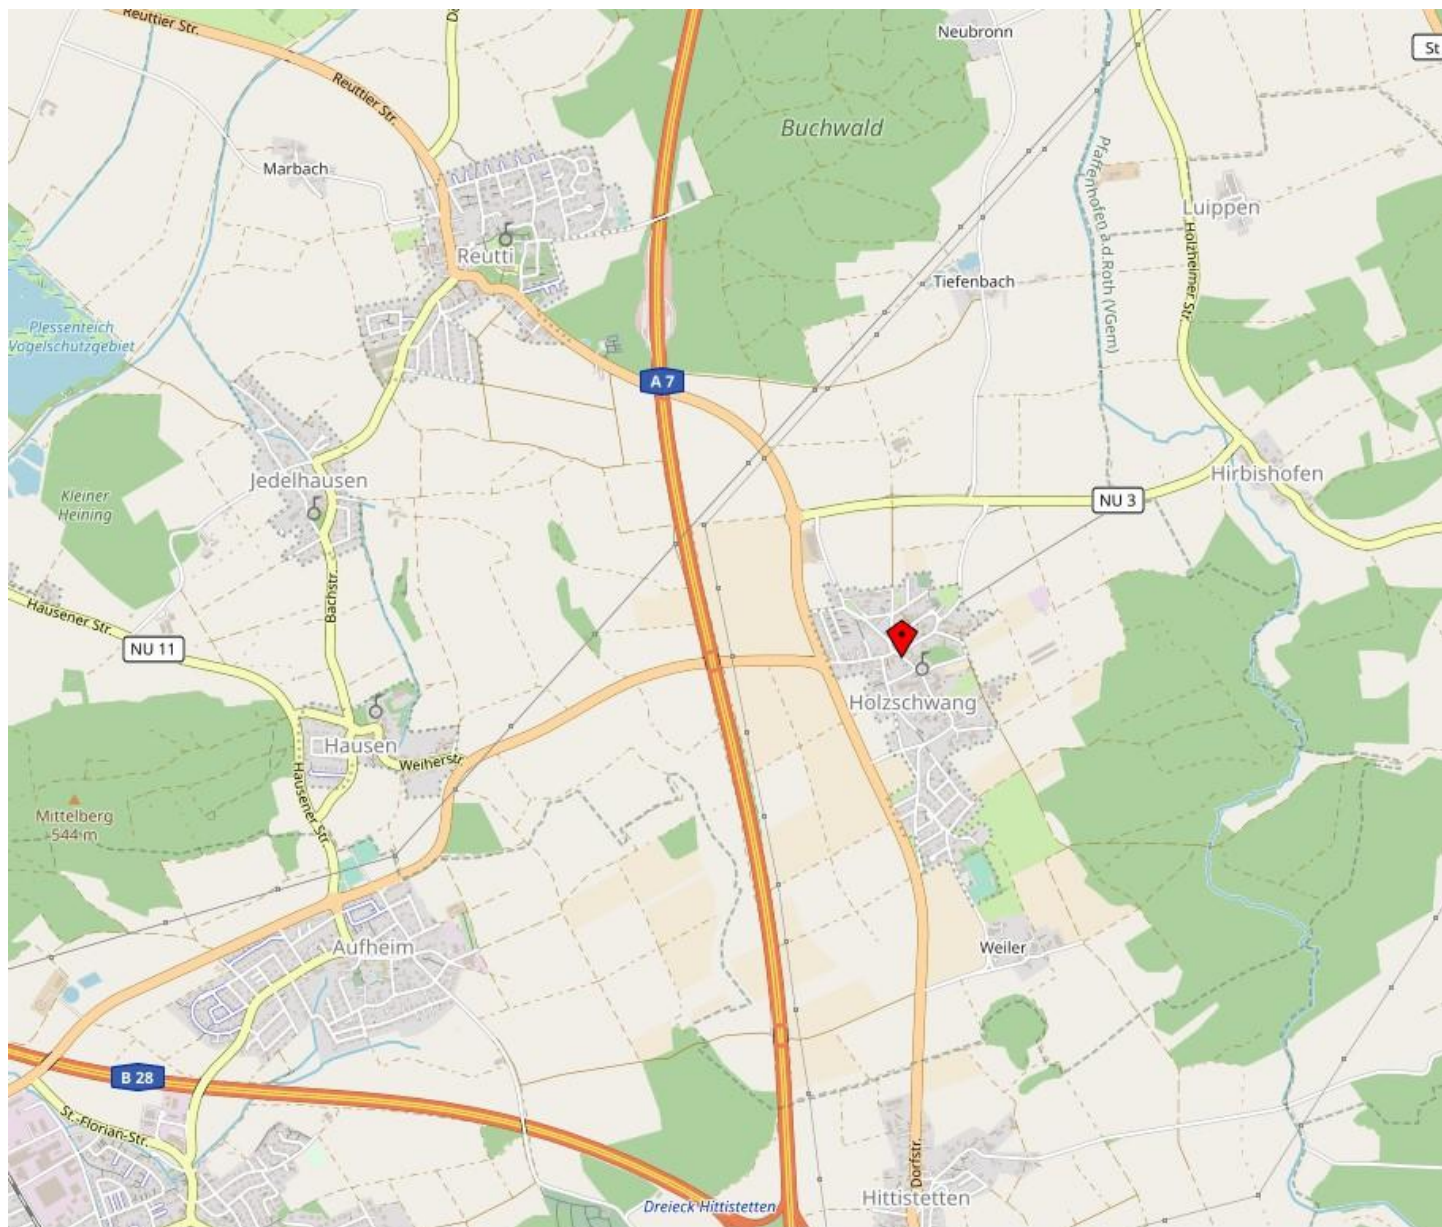 Reuttier Str.
Neubronn
St
Reuttier Str.
Buchwald
Marbach
Pfaffenhofen a.d.Roth (VGem)
Luippen
Reutti
Holzheimer Str.
Tiefenbach
Plessenteich
Vogelschutzgebiet
A 7
Jedelhausen
Hirbishofen
Kleiner
Heining
NU 3
Bachstr.
Hausener Str.
NU 11
Holzschwang
Hausen
Weiherstr.
Hausener Str.
Mittelberg
544 m
Aufheim
Weiler
B 28
St.-Florian-Str.
Dorfstr.
Hittistetten
Dreieck Hittistetten